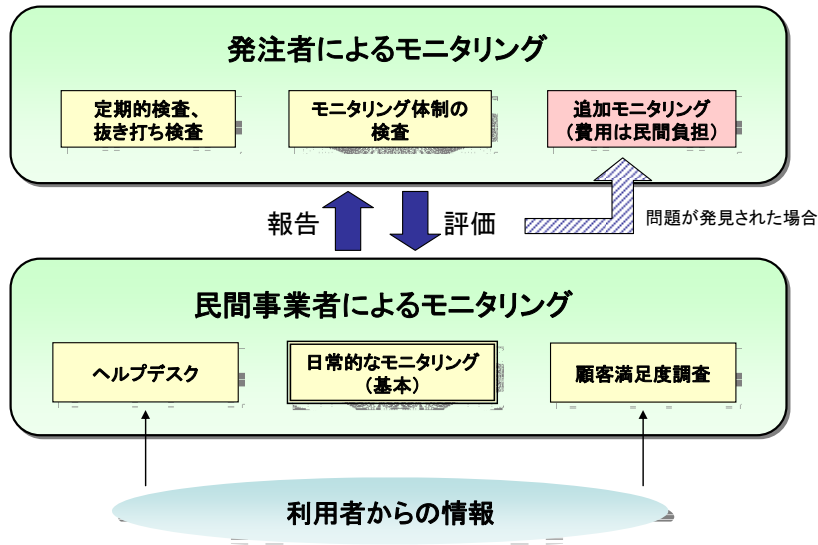 発注者によるモニタリング
定期的検査、
抜き打ち検査
モニタリング体制の
検査
追加モニタリング
（費用は民間負担）
報告
評価
問題が発見された場合
民間事業者によるモニタリング
ヘルプデスク
日常的なモニタリング
（基本）
顧客満足度調査
利用者からの情報